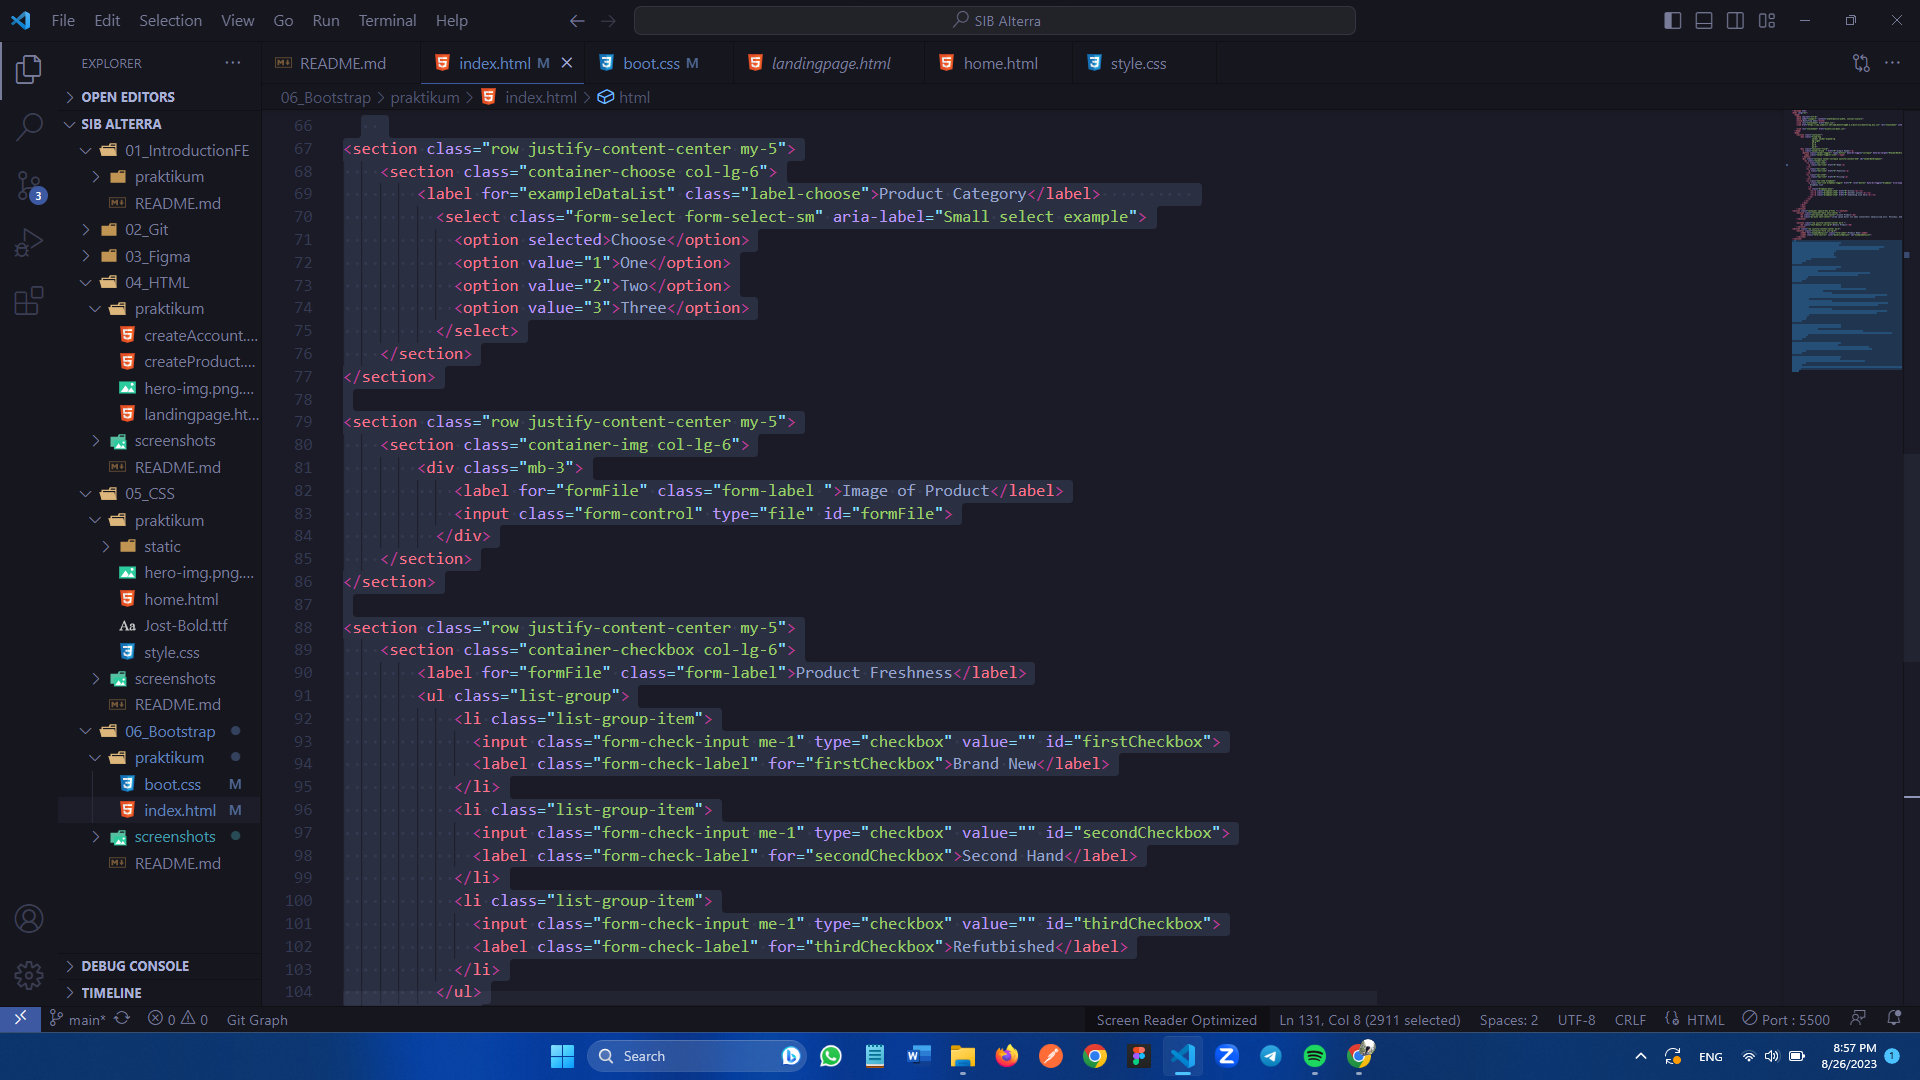 File Edit Selection View Go Run Terminal Help
SIB Alterra
EXPLORER
OPEN EDITORS
SIB ALTERRA
01_IntroductionFE
praktikum
README.md
02_Git
03_Figma
04_HTML
praktikum
createAccount....
createProduct....
hero-img.png....
landingpage.ht...
screenshots
README.md
05_CSS
praktikum
static
hero-img.png....
home.html
Jost-Bold.ttf
style.css
screenshots
README.md
06_Bootstrap
praktikum
boot.css M
index.html M
screenshots
README.md
DEBUG CONSOLE
TIMELINE
3
README.md index.html M boot.css M landingpage.html home.html style.css
06_Bootstrap > praktikum > index.html > html
66
67 <section class="row justify-content-center my-5">
68 <section class="container-choose col-lg-6">
69 <label for="exampleDataList" class="label-choose">Product Category</label>
70 <select class="form-select form-select-sm" aria-label="Small select example">
71 <option selected>Choose</option>
72 <option value="1">One</option>
73 <option value="2">Two</option>
74 <option value="3">Three</option>
75 </select>
76 </section>
77 </section>
78
79 <section class="row justify-content-center my-5">
80 <section class="container-img col-lg-6">
81 <div class="mb-3">
82 <label for="formFile" class="form-label ">Image of Product</label>
83 <input class="form-control" type="file" id="formFile">
84 </div>
85 </section>
86 </section>
87
88 <section class="row justify-content-center my-5">
89 <section class="container-checkbox col-lg-6">
90 <label for="formFile" class="form-label">Product Freshness</label>
91 <ul class="list-group">
92 <li class="list-group-item">
93 <input class="form-check-input me-1" type="checkbox" value="" id="firstCheckbox">
94 <label class="form-check-label" for="firstCheckbox">Brand New</label>
95 </li>
96 <li class="list-group-item">
97 <input class="form-check-input me-1" type="checkbox" value="" id="secondCheckbox">
98 <label class="form-check-label" for="secondCheckbox">Second Hand</label>
99 </li>
100 <li class="list-group-item">
101 <input class="form-check-input me-1" type="checkbox" value="" id="thirdCheckbox">
102 <label class="form-check-label" for="thirdCheckbox">Refutbished</label>
103 </li>
104 </ul>
main* 0 0 Git Graph Screen Reader Optimized Ln 131, Col 8 (2911 selected) Spaces: 2 UTF-8 CRLF HTML Port : 5500
Search ENG 8:57 PM
8/26/2023 1